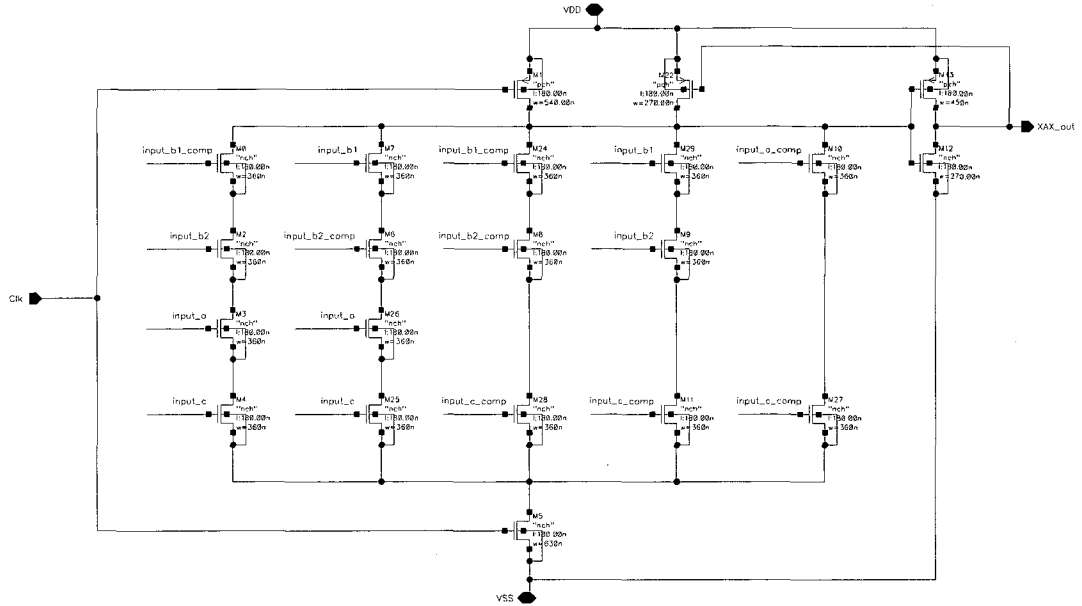 VDD
M1
"pch"
l:180.00n
w=540.00n
M22
"pch"
l:180.00n
w=270.00n
M13
"pch"
l:180.00n
w=450n
XAX_out
input_b1_comp
M0
"nch"
l:180.00n
w=360n
input_b1
M7
"nch"
l:180.00n
w=360n
input_b1_comp
M24
"nch"
l:180.00n
w=360n
input_b1
M29
"nch"
l:180.00n
w=360n
input_a_comp
M10
"nch"
l:180.00n
w=360n
M12
"nch"
l:180.00n
w=270.00n
input_b2
M2
"nch"
l:180.00n
w=360n
input_b2_comp
M6
"nch"
l:180.00n
w=360n
input_b2_comp
M8
"nch"
l:180.00n
w=360n
input_b2
M9
"nch"
l:180.00n
w=360n
Clk
input_a
M3
"nch"
l:180.00n
w=360n
input_a
M26
"nch"
l:180.00n
w=360n
input_c
M4
"nch"
l:180.00n
w=360n
input_c
M25
"nch"
l:180.00n
w=360n
input_c_comp
M28
"nch"
l:180.00n
w=360n
input_c_comp
M11
"nch"
l:180.00n
w=360n
input_c_comp
M27
"nch"
l:180.00n
w=360n
M5
"nch"
l:180.00n
w=630n
VSS